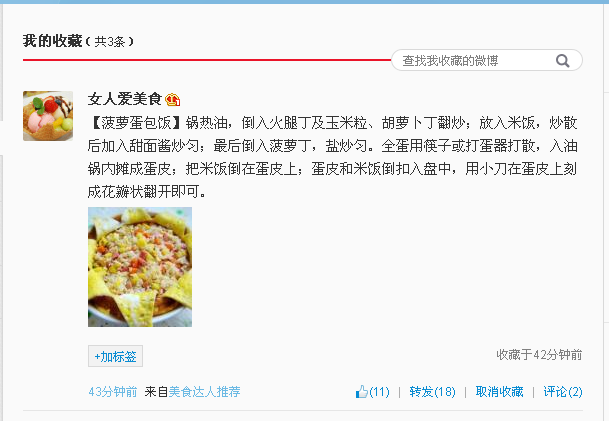 我的收藏(共3条)
查找我收藏的微博
女人爱美食
【菠萝蛋包饭】锅热油，倒入火腿丁及玉米粒、胡萝卜丁翻炒；放入米饭，炒散
后加入甜面酱炒匀；最后倒入菠萝丁，盐炒匀。全蛋用筷子或打蛋器打散，入油
锅内摊成蛋皮；把米饭倒在蛋皮上；蛋皮和米饭倒扣入盘中，用小刀在蛋皮上刻
成花瓣状翻开即可。
+加标签 收藏于42分钟前
43分钟前 来自美食达人推荐 (11) | 转发(18) | 取消收藏 | 评论(2)